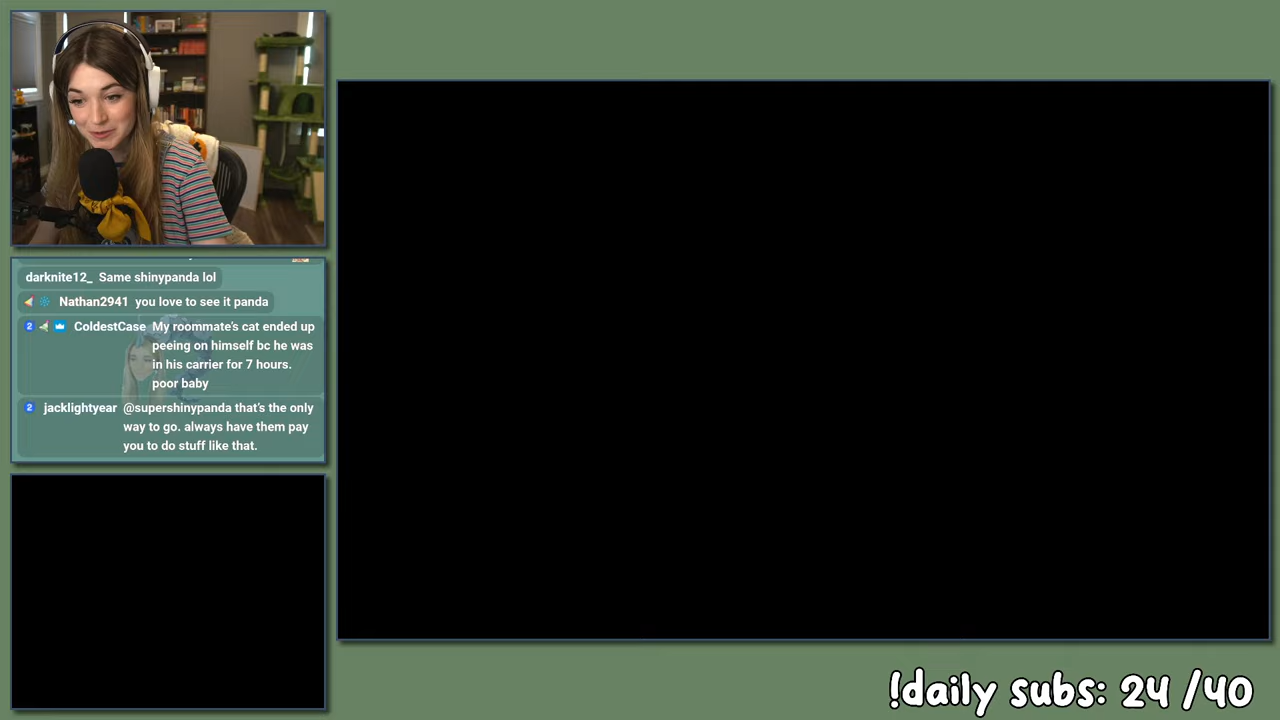 darknite12_ Same shinypanda lol
Nathan2941 you love to see it panda
2 ColdestCase My roommate's cat ended up
peeing on himself bc he was
in his carrier for 7 hours.
poor baby
2 jacklightyear @supershinypanda that's the only
way to go. always have them pay
you to do stuff like that.
!daily subs: 24 /40